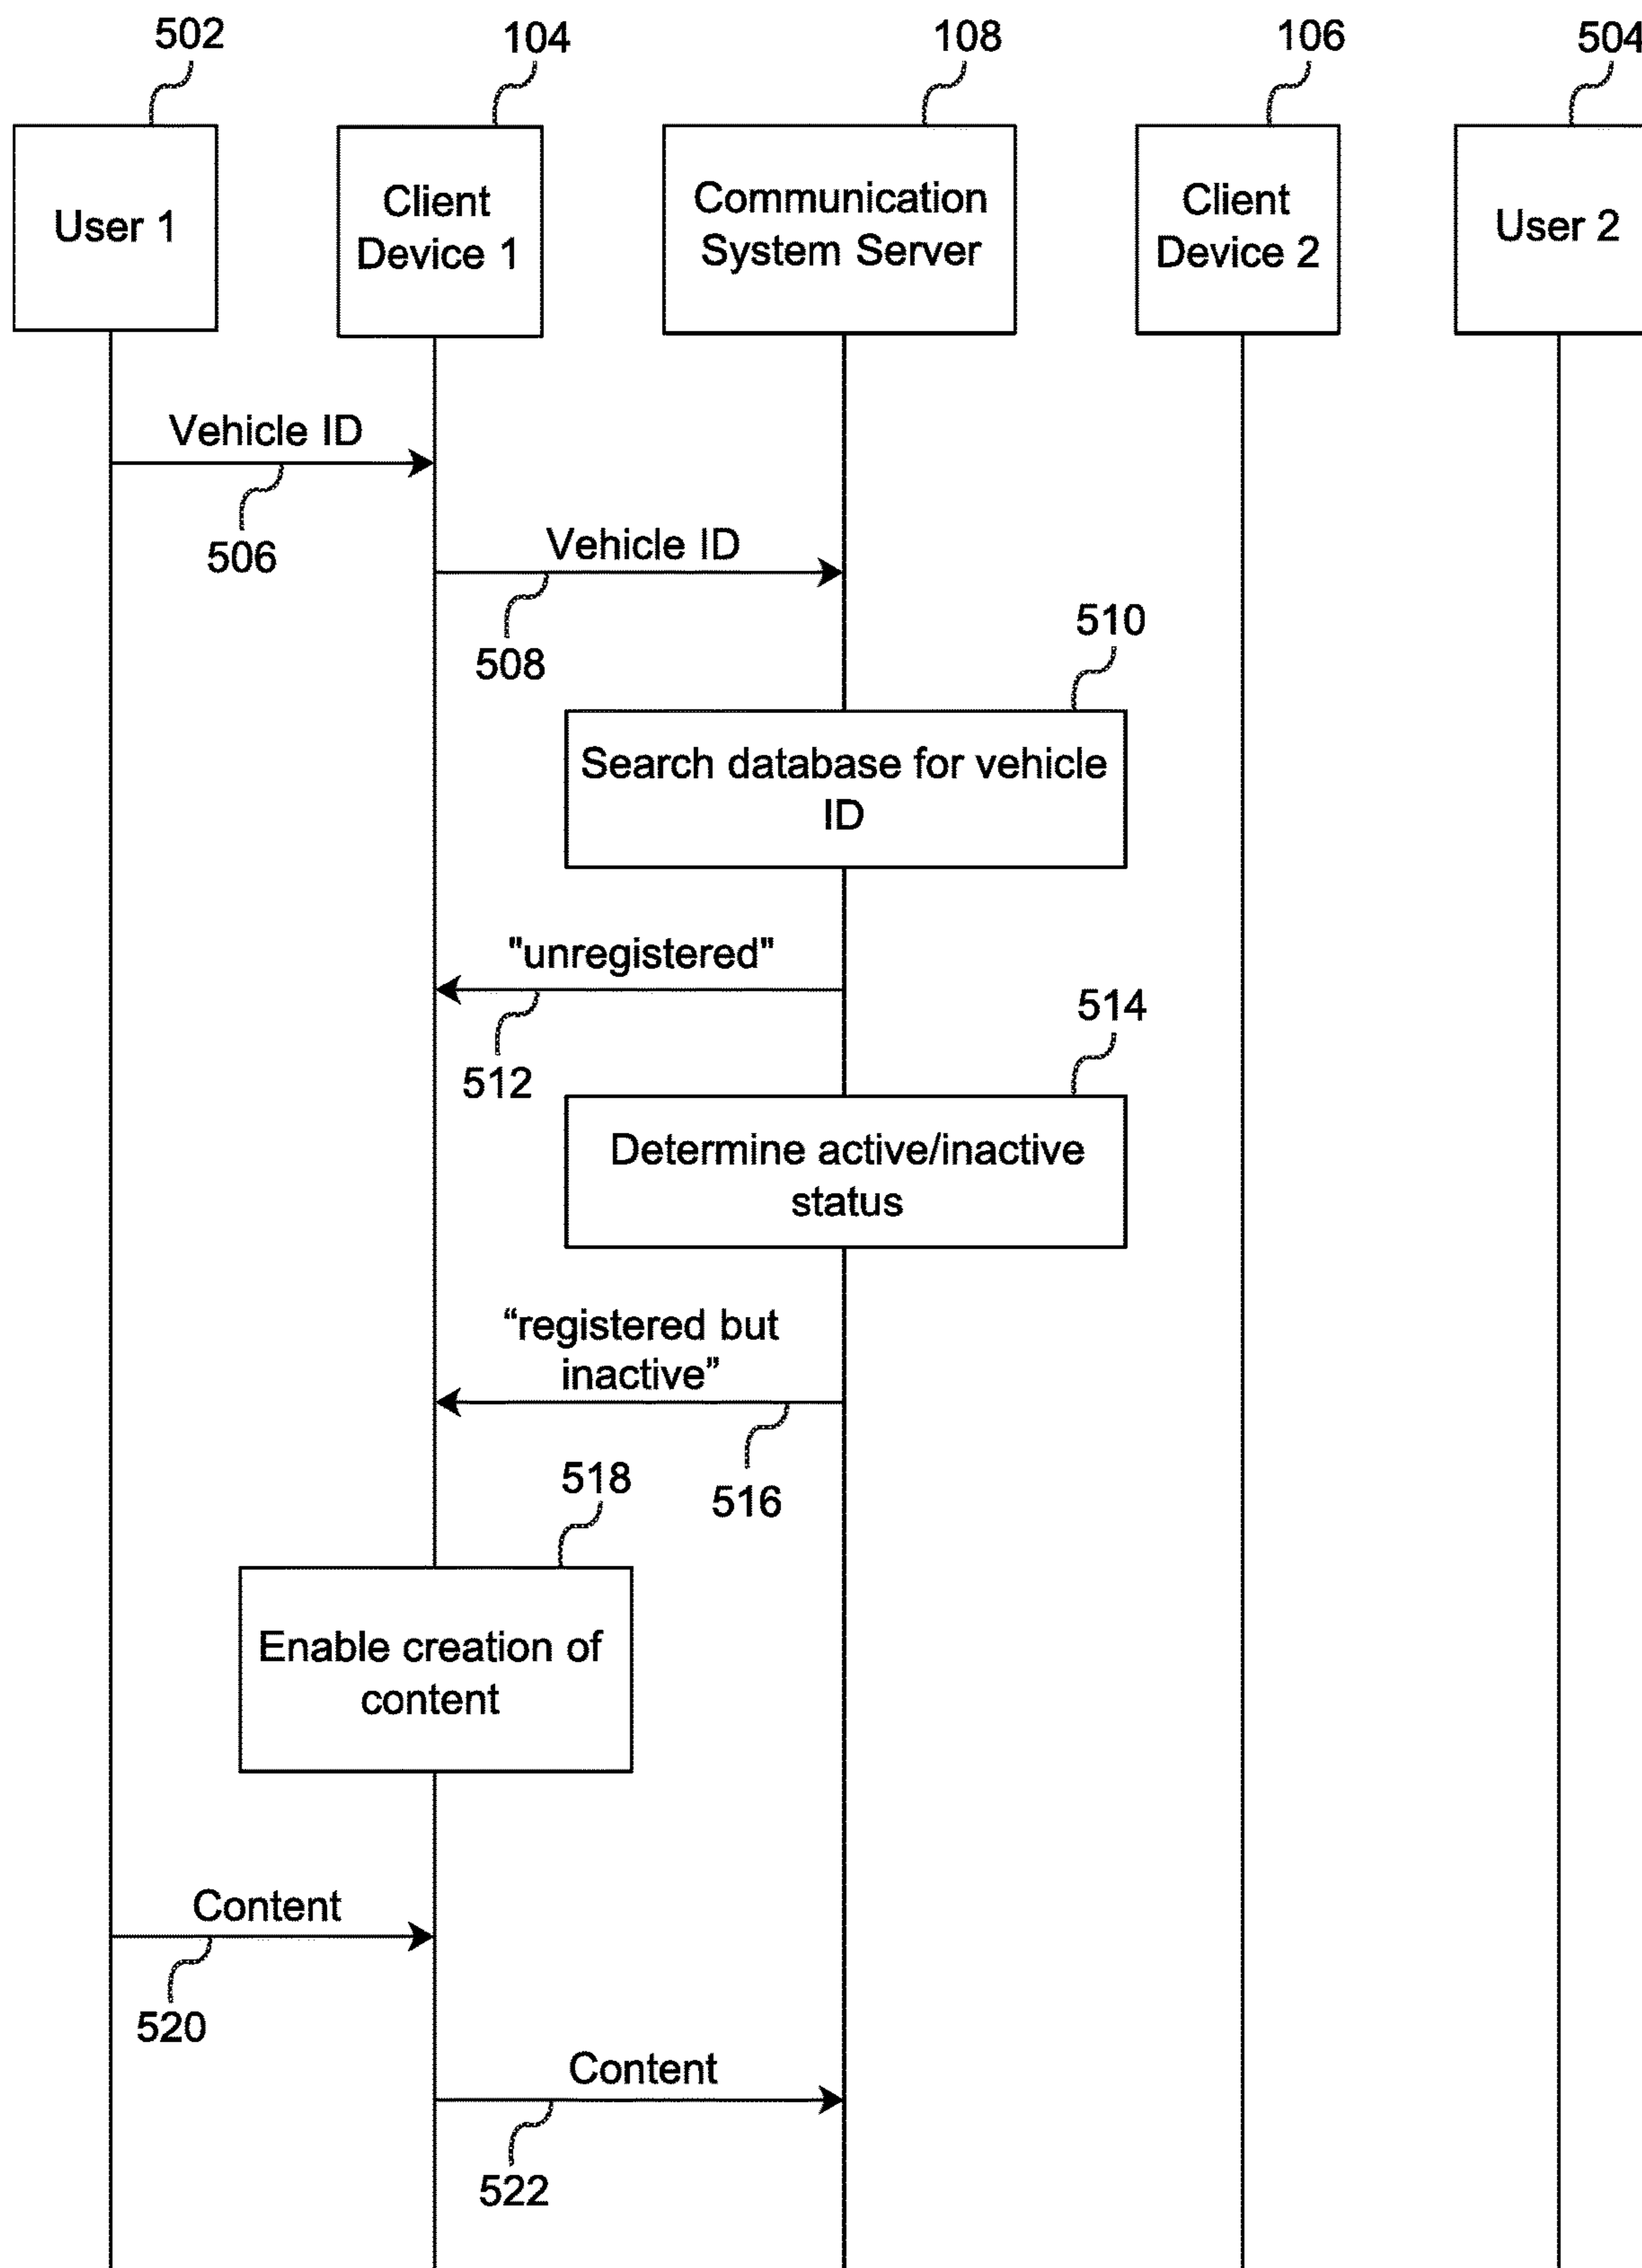 502
104
108
106
504
User 1
Client
Device 1
Communication
System Server
Client
Device 2
User 2
Vehicle ID
506
Vehicle ID
508
510
Search database for vehicle
ID
"unregistered"
512
514
Determine active/inactive
status
“registered but
inactive”
516
518
Enable creation of
content
Content
520
Content
522